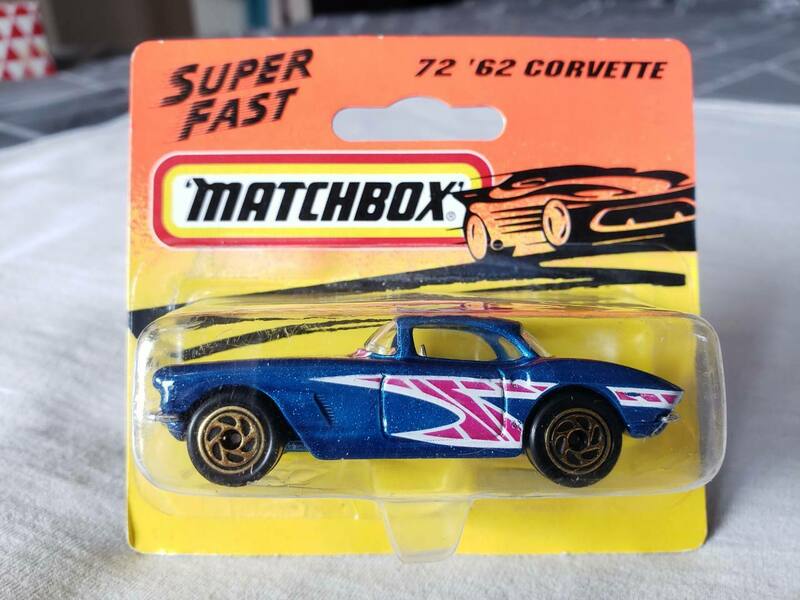 SUPER
FAST
72 '62 CORVETTE
'MATCHBOX' ®